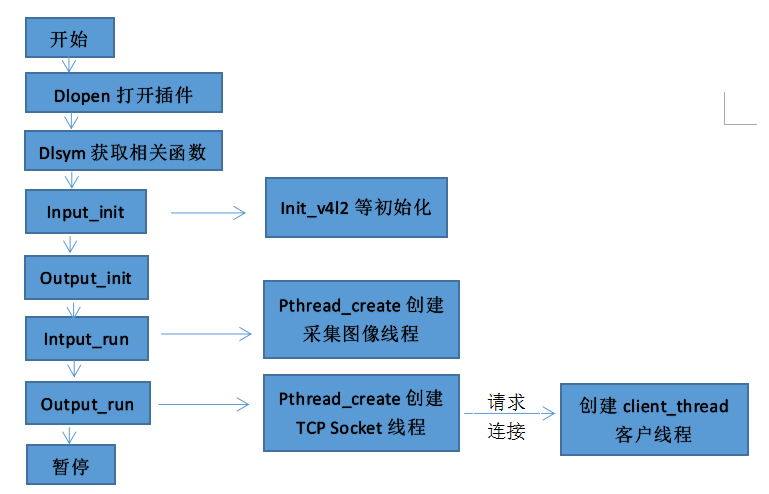 开始
Dlopen 打开插件
Dlsym 获取相关函数
Input_init
Init_v4l2 等初始化
Output_init
Intput_run
Pthread_create 创建
采集图像线程
Output_run
Pthread_create 创建
TCP Socket 线程
请求
连接
创建 client_thread
客户线程
暂停